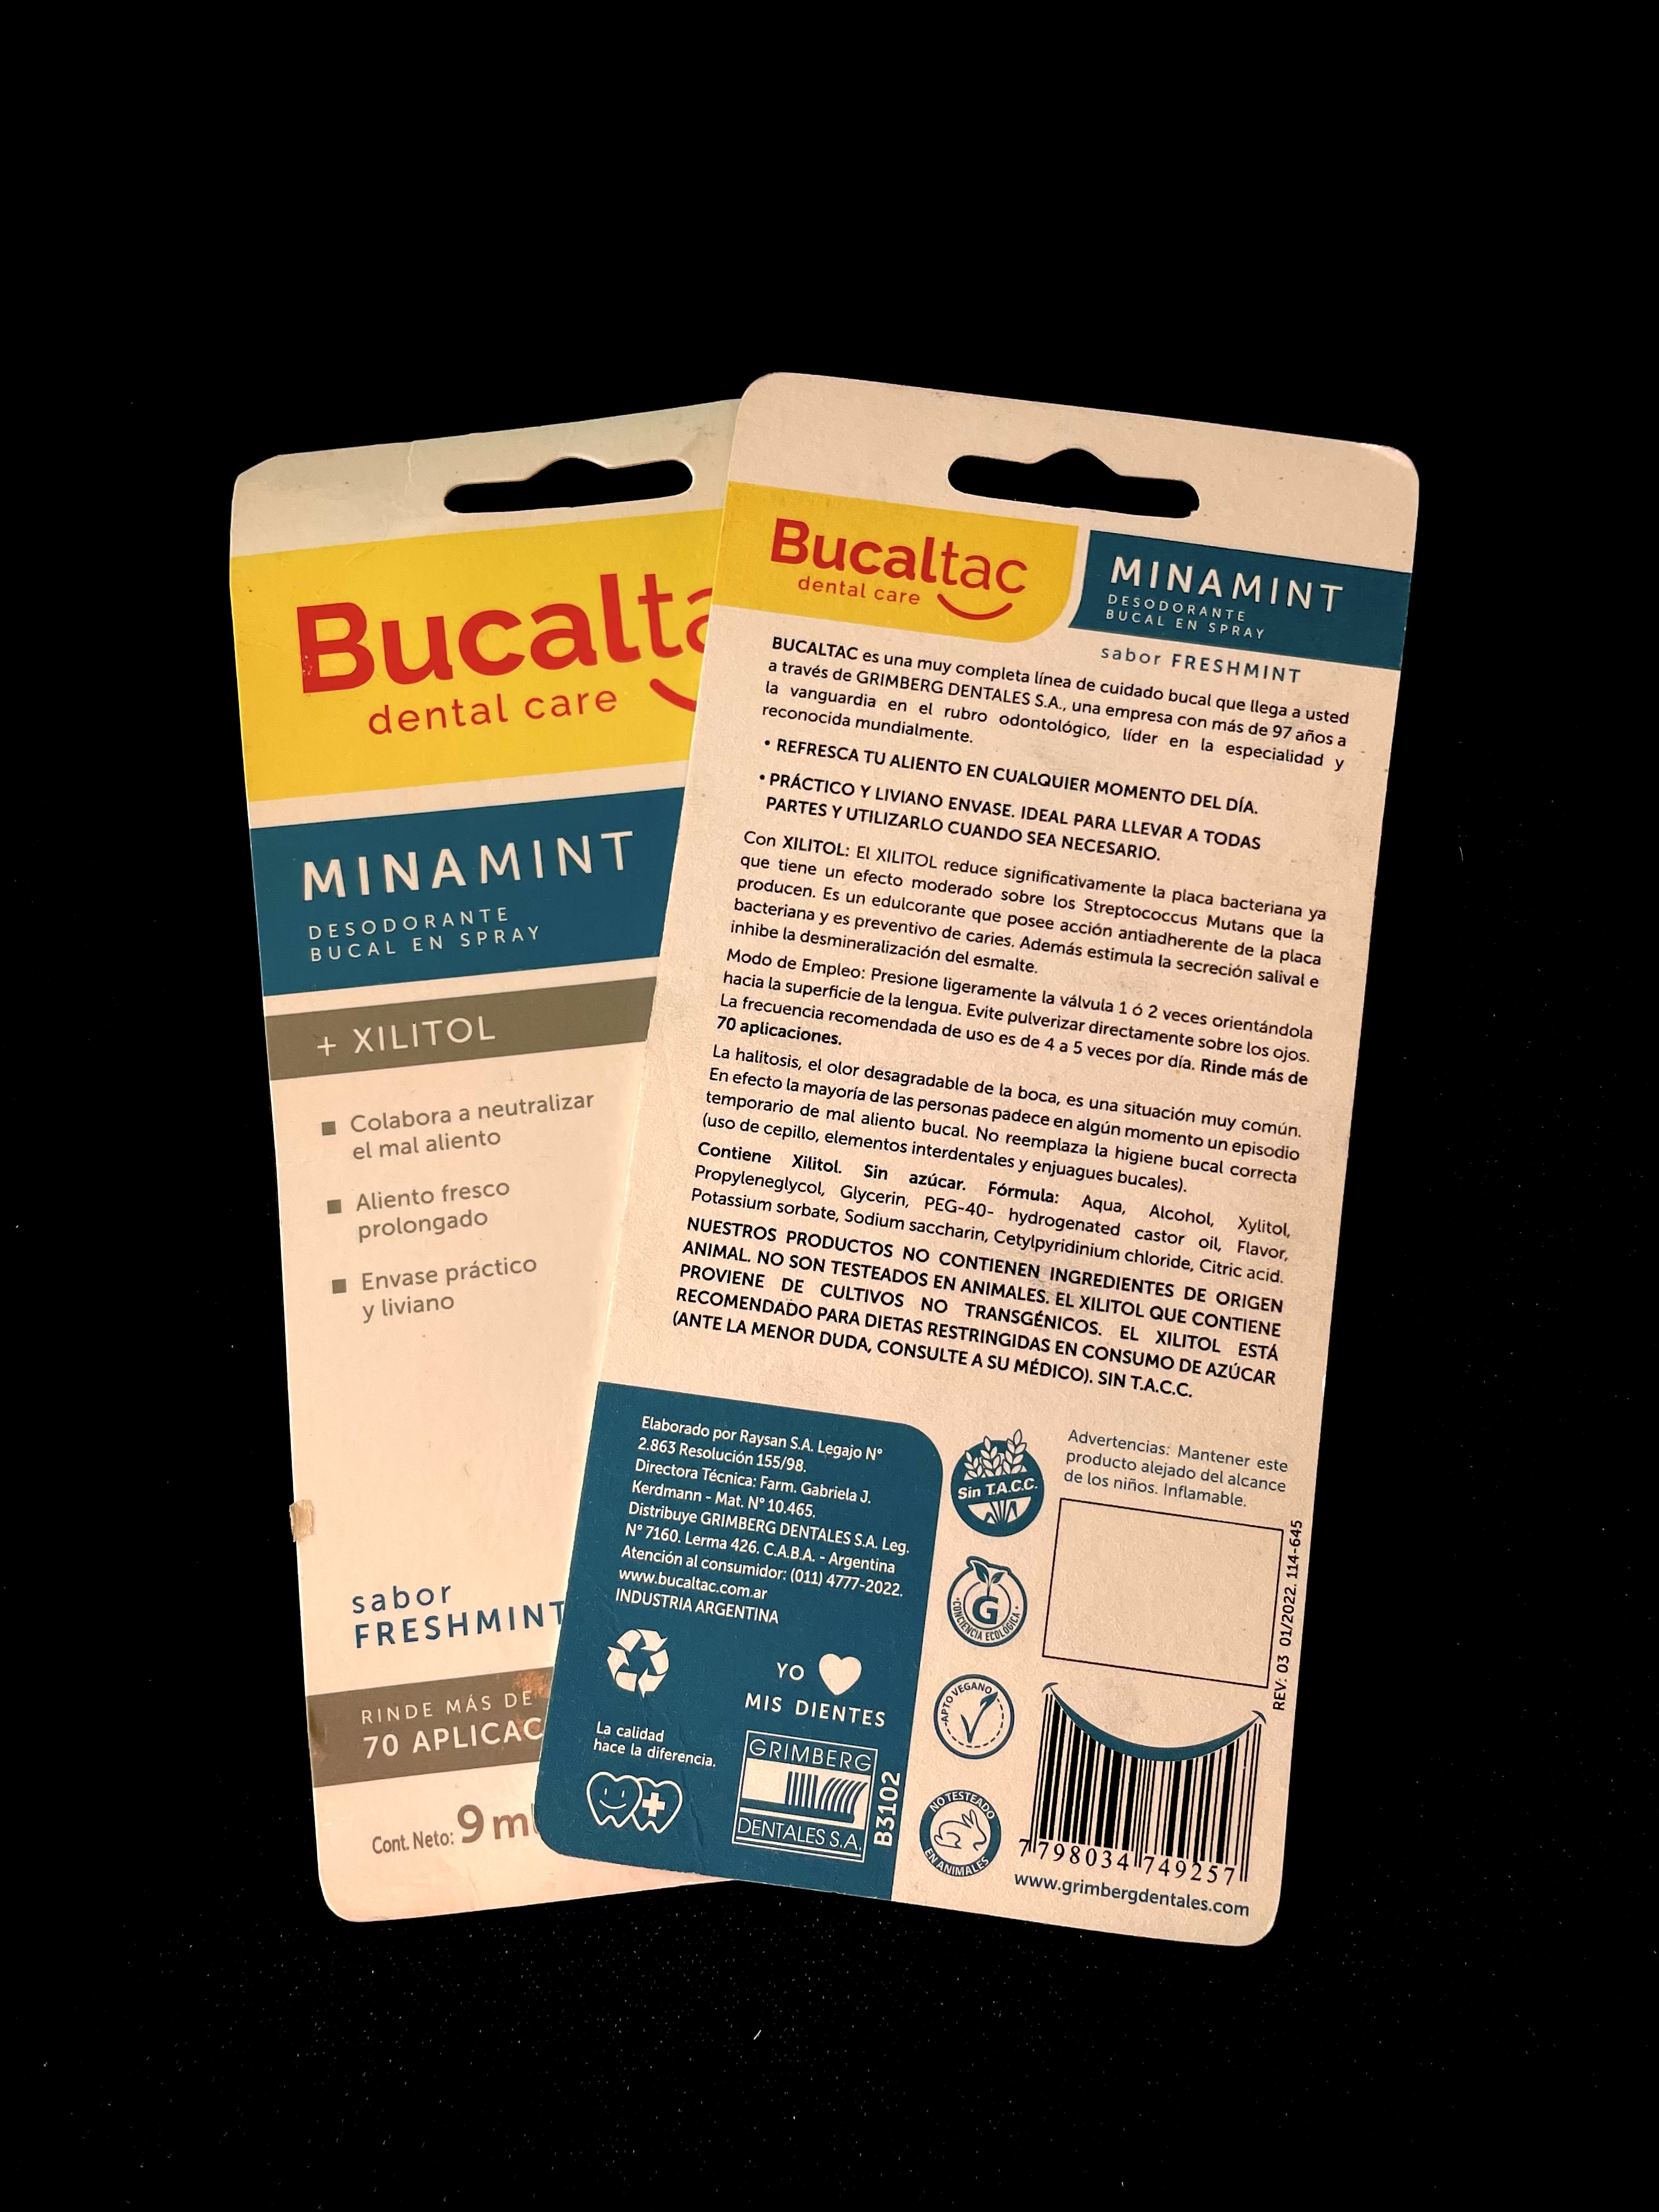 Bucalta
dental care
MINAMINT
DESODORANTE
BUCAL EN SPRAY
+ XILITOL
Colabora a neutralizar
el mal aliento
Aliento fresco
prolongado
Envase práctico
y liviano
sabor
FRESHMINT
RINDE MÁS DE
70 APLICAC
Cont. Neto: 9 ml
Bucaltac
dental care
MINAMINT
DESODORANTE
BUCAL EN SPRAY
sabor FRESHMINT
BUCALTAC es una muy completa línea de cuidado bucal que llega a usted
a través de GRIMBERG DENTALES S.A., una empresa con más de 97 años a
la vanguardia en el rubro odontológico, líder en la especialidad y
reconocida mundialmente.
• REFRESCA TU ALIENTO EN CUALQUIER MOMENTO DEL DÍA.
• PRÁCTICO Y LIVIANO ENVASE. IDEAL PARA LLEVAR A TODAS
PARTES Y UTILIZARLO CUANDO SEA NECESARIO.
Con XILITOL: El XILITOL reduce significativamente la placa bacteriana ya
que tiene un efecto moderado sobre los Streptococcus Mutans que la
producen. Es un edulcorante que posee acción antiadherente de la placa
bacteriana y es preventivo de caries. Además estimula la secreción salival e
inhibe la desmineralización del esmalte.
Modo de Empleo: Presione ligeramente la válvula 1 ó 2 veces orientándola
hacia la superficie de la lengua. Evite pulverizar directamente sobre los ojos.
La frecuencia recomendada de uso es de 4 a 5 veces por día. Rinde más de
70 aplicaciones.
La halitosis, el olor desagradable de la boca, es una situación muy común.
En efecto la mayoría de las personas padece en algún momento un episodio
temporario de mal aliento bucal. No reemplaza la higiene bucal correcta
(uso de cepillo, elementos interdentales y enjuagues bucales).
Contiene Xilitol. Sin azúcar. Fórmula: Aqua, Alcohol, Xylitol,
Propyleneglycol, Glycerin, PEG-40- hydrogenated castor oil, Flavor,
Potassium sorbate, Sodium saccharin, Cetylpyridinium chloride, Citric acid.
NUESTROS PRODUCTOS NO CONTIENEN INGREDIENTES DE ORIGEN
ANIMAL. NO SON TESTEADOS EN ANIMALES. EL XILITOL QUE CONTIENE
PROVIENE DE CULTIVOS NO TRANSGÉNICOS. EL XILITOL ESTÁ
RECOMENDADO PARA DIETAS RESTRINGIDAS EN CONSUMO DE AZÚCAR
(ANTE LA MENOR DUDA, CONSULTE A SU MÉDICO). SIN T.A.C.C.
Elaborado por Raysan S.A. Legajo N°
2.863 Resolución 155/98.
Directora Técnica: Farm. Gabriela J.
Kerdmann - Mat. N° 10.465.
Distribuye GRIMBERG DENTALES S.A. Leg.
N° 7160. Lerma 426. C.A.B.A. - Argentina
Atención al consumidor: (011) 4777-2022.
www.bucaltac.com.ar
INDUSTRIA ARGENTINA
YO
MIS DIENTES
La calidad
hace la diferencia.
GRIMBERG
DENTALES S.A.
B3102
Sin T.A.C.C.
G
CONCIENCIA ECOLÓGICA
APTO VEGANO
NO TESTEADO
EN ANIMALES
Advertencias: Mantener este
producto alejado del alcance
de los niños. Inflamable.
REV: 03 01/2022. 114-645
7 798034 749257
www.grimbergdentales.com